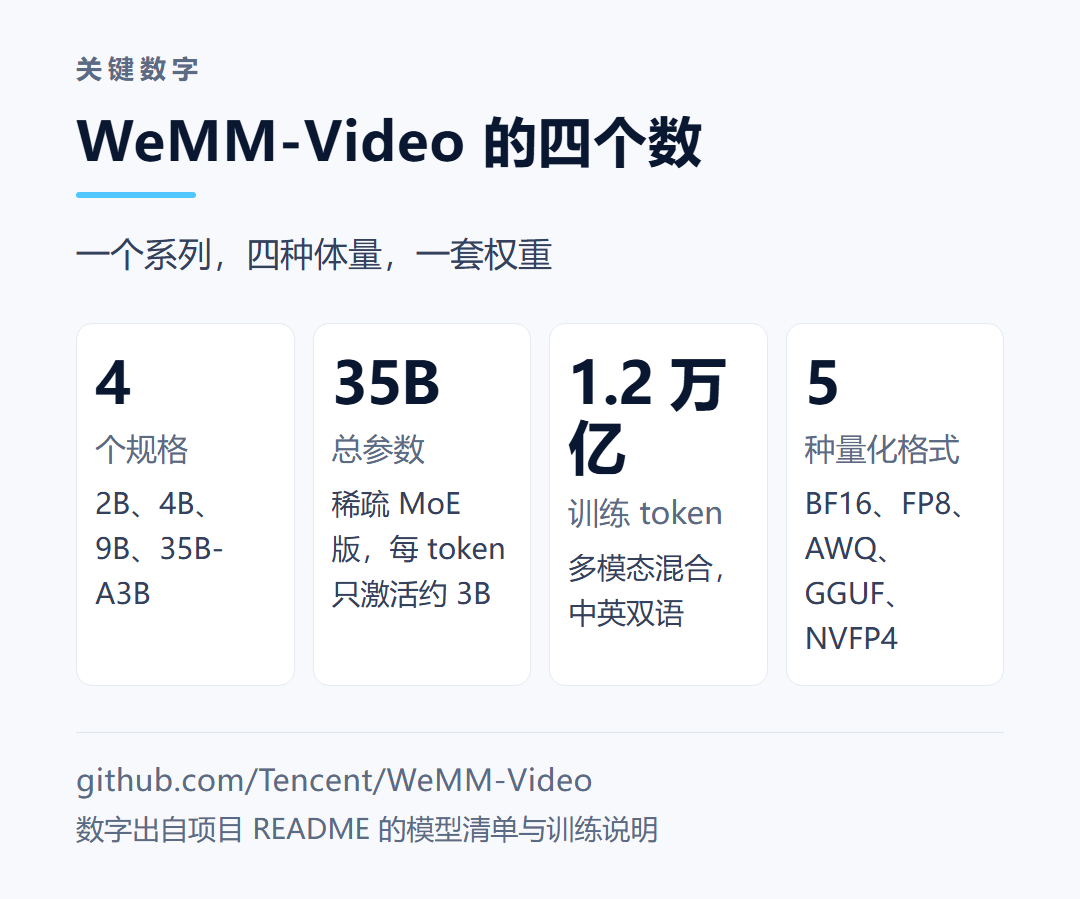 关键数字
WeMM-Video 的四个数
一个系列，四种体量，一套权重
4
个规格
2B、4B、
9B、35B-
A3B
35B
总参数
稀疏 MoE
版，每 token
只激活约 3B
1.2 万
亿
训练 token
多模态混合，
中英双语
5
种量化格式
BF16、FP8、
AWQ、
GGUF、
NVFP4
github.com/Tencent/WeMM-Video
数字出自项目 README 的模型清单与训练说明